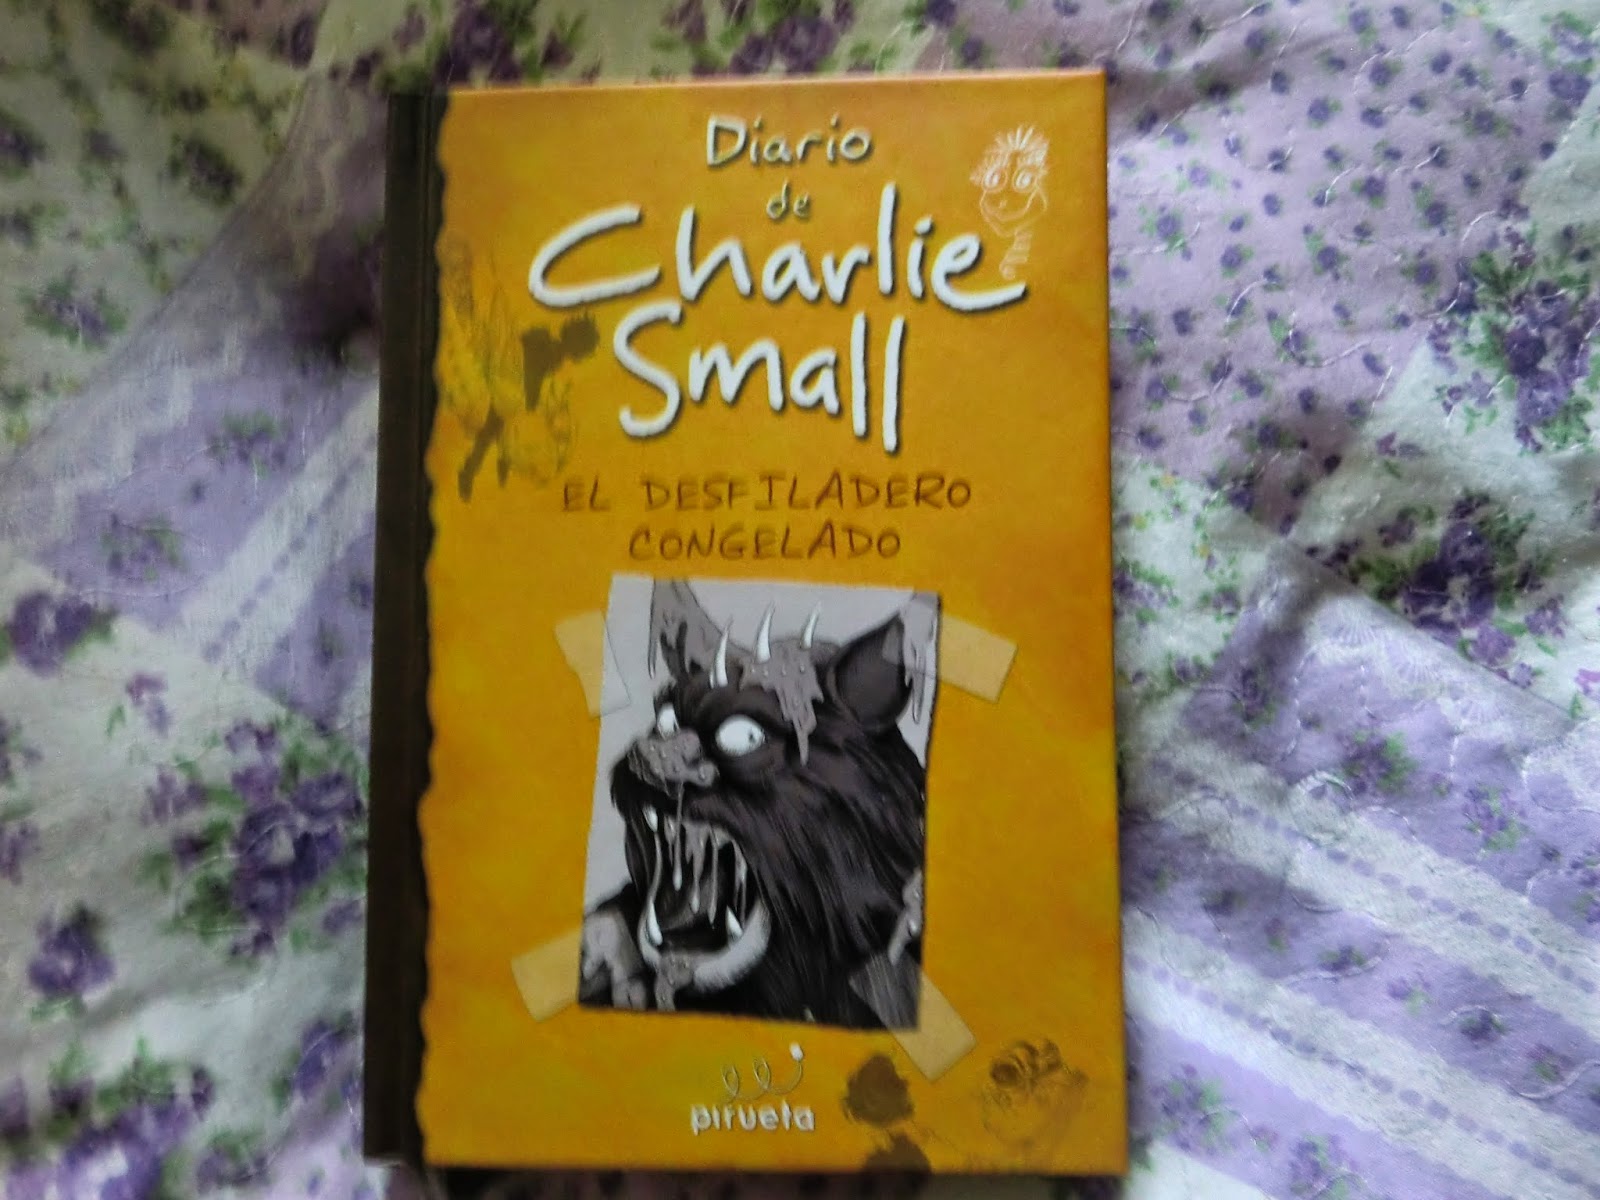 Diario
de
Charlie
Small
EL DESFILADERO
CONGELADO
pirueta